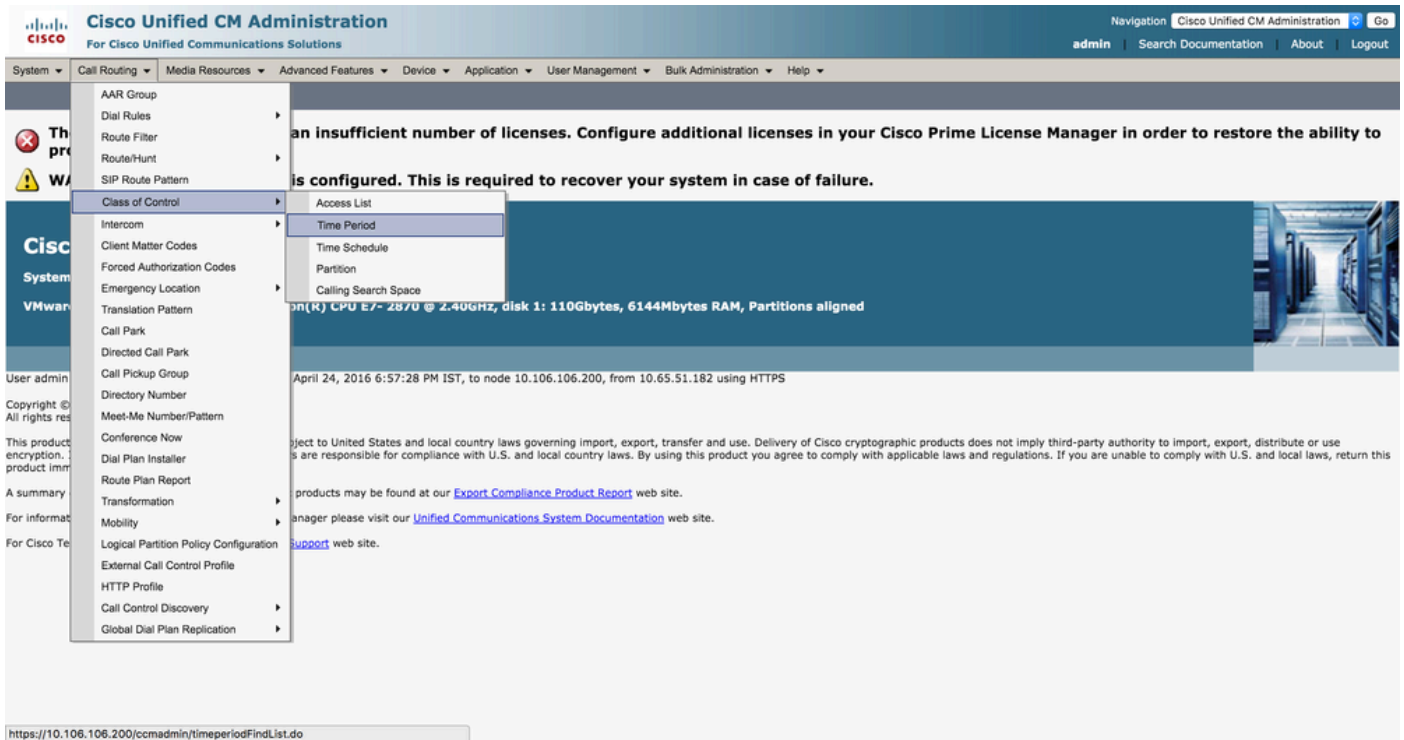 CISCO
Cisco Unified CM Administration
For Cisco Unified Communications Solutions
Navigation Cisco Unified CM Administration Go
admin | Search Documentation | About | Logout
System Call Routing Media Resources Advanced Features Device Application User Management Bulk Administration Help
AAR Group
Dial Rules
Route Filter
Route/Hunt
SIP Route Pattern
Class of Control
Intercom
Client Matter Codes
Forced Authorization Codes
Emergency Location
Translation Pattern
Call Park
Directed Call Park
Call Pickup Group
Directory Number
Meet-Me Number/Pattern
Conference Now
Dial Plan Installer
Route Plan Report
Transformation
Mobility
Logical Partition Policy Configuration
External Call Control Profile
HTTP Profile
Call Control Discovery
Global Dial Plan Replication
Access List
Time Period
Time Schedule
Partition
Calling Search Space
Th an insufficient number of licenses. Configure additional licenses in your Cisco Prime License Manager in order to restore the ability to
pro
WA is configured. This is required to recover your system in case of failure.
Cisc
System
VMwar on(R) CPU E7- 2870 @ 2.40GHz, disk 1: 110Gbytes, 6144Mbytes RAM, Partitions aligned
User admin April 24, 2016 6:57:28 PM IST, to node 10.106.106.200, from 10.65.51.182 using HTTPS
Copyright ©
All rights res
This product bject to United States and local country laws governing import, export, transfer and use. Delivery of Cisco cryptographic products does not imply third-party authority to import, export, distribute or use
encryption. s are responsible for compliance with U.S. and local country laws. By using this product you agree to comply with applicable laws and regulations. If you are unable to comply with U.S. and local laws, return this
product imm
A summary products may be found at our Export Compliance Product Report web site.
For informat anager please visit our Unified Communications System Documentation web site.
For Cisco Te Support web site.
https://10.106.106.200/ccmadmin/timeperiodFindList.do